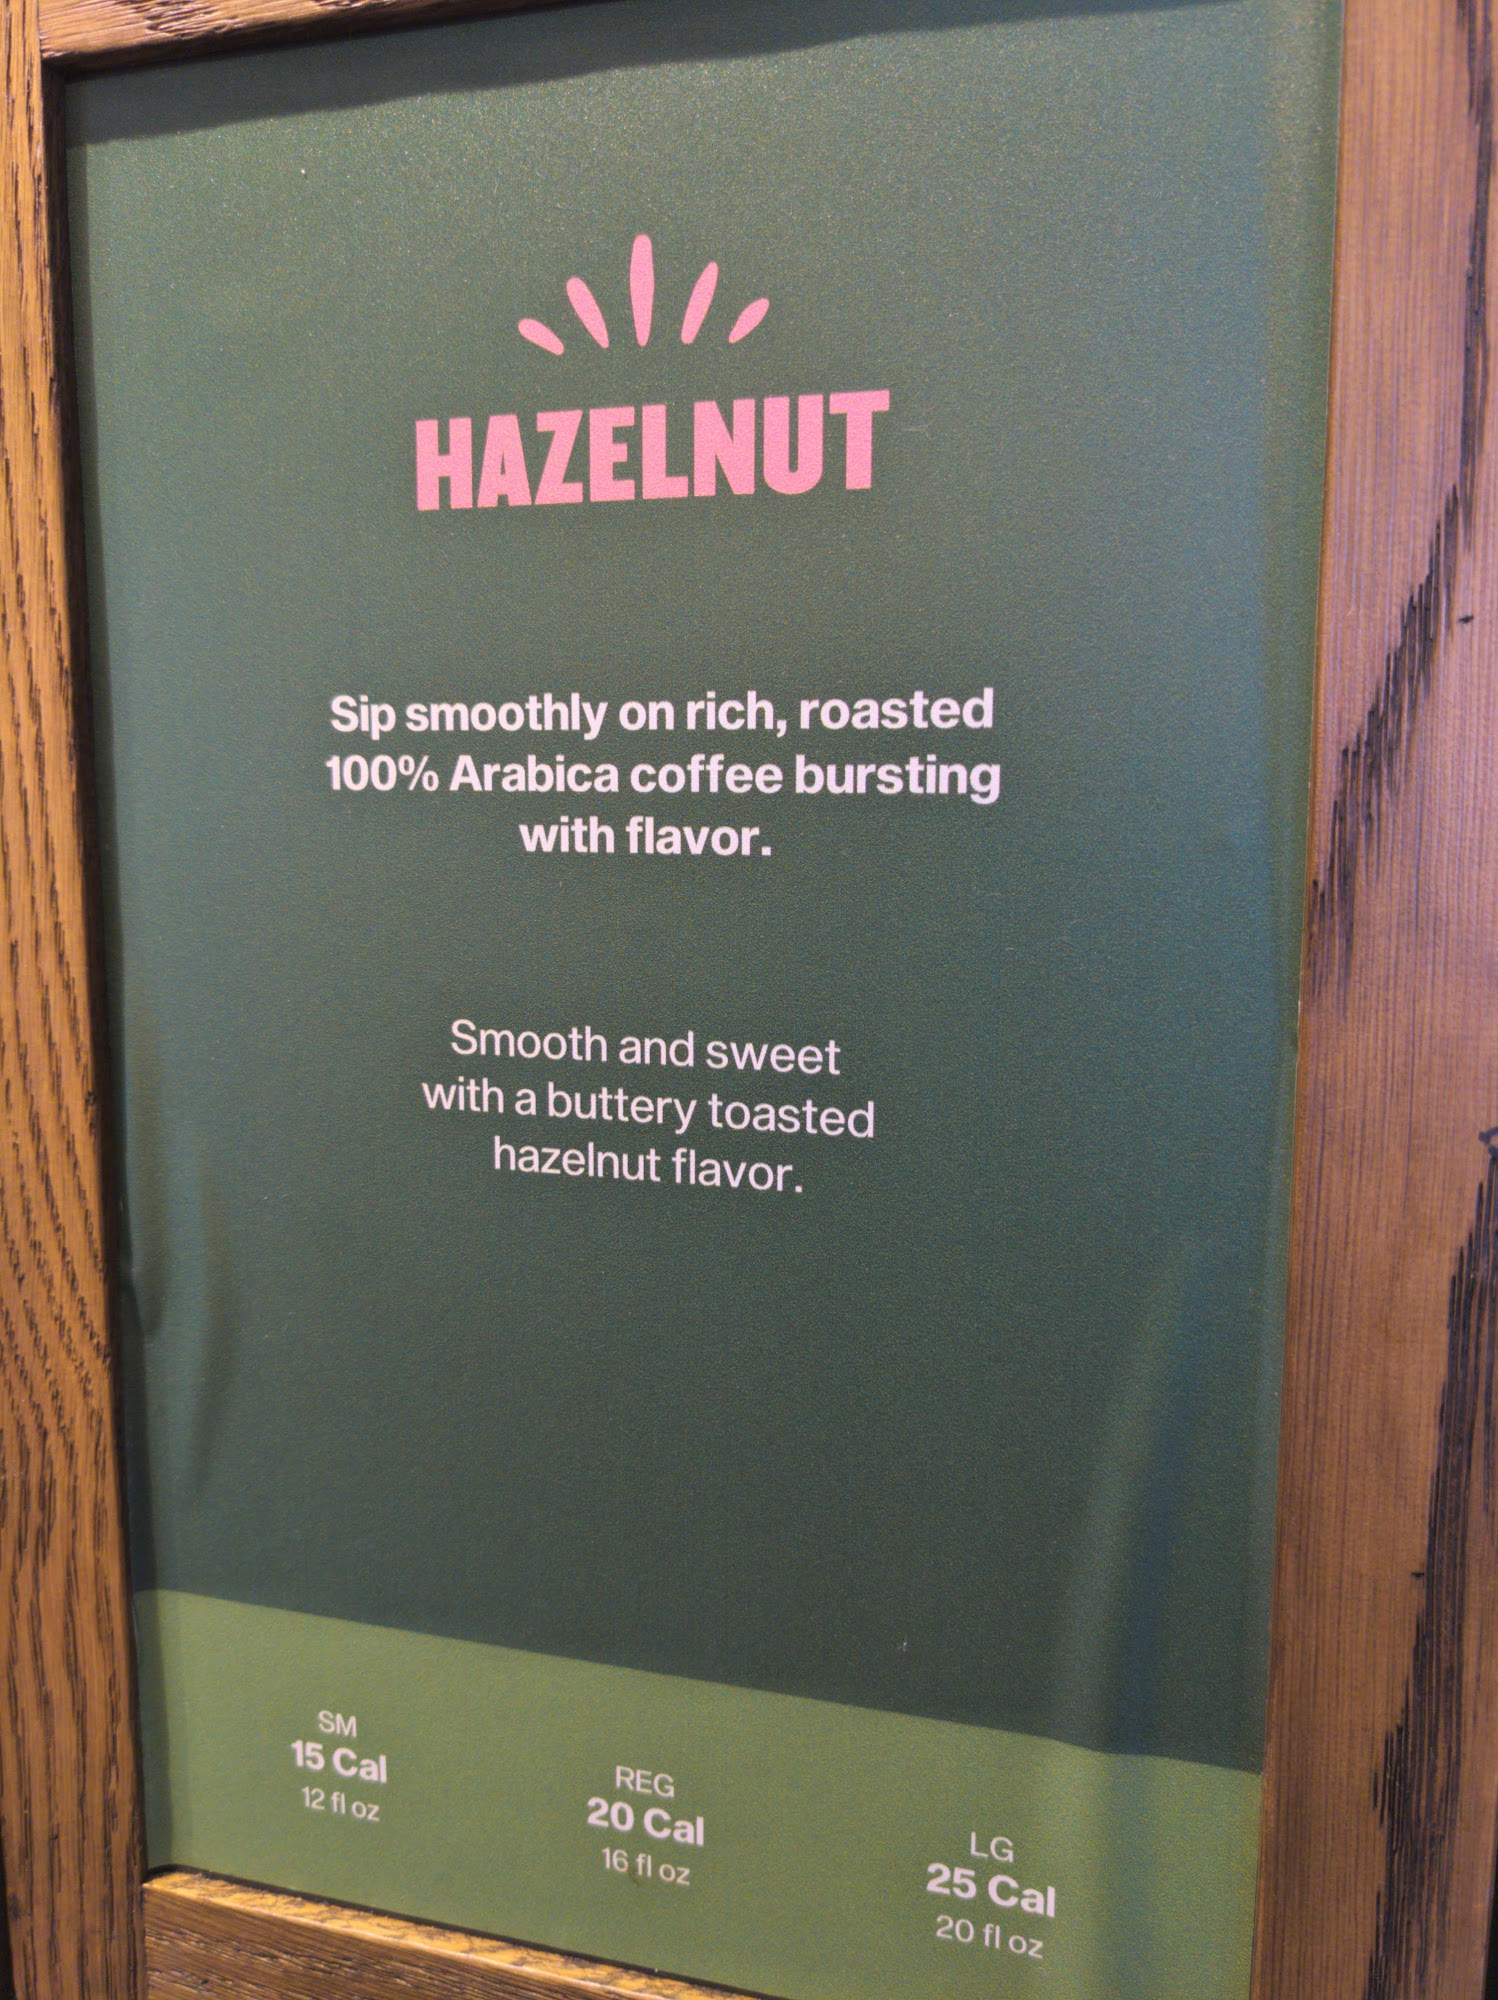 HAZELNUT
Sip smoothly on rich, roasted
100% Arabica coffee bursting
with flavor.
Smooth and sweet
with a buttery toasted
hazelnut flavor.
SM
15 Cal
12 fl oz
REG
20 Cal
16 fl oz
LG
25 Cal
20 fl oz